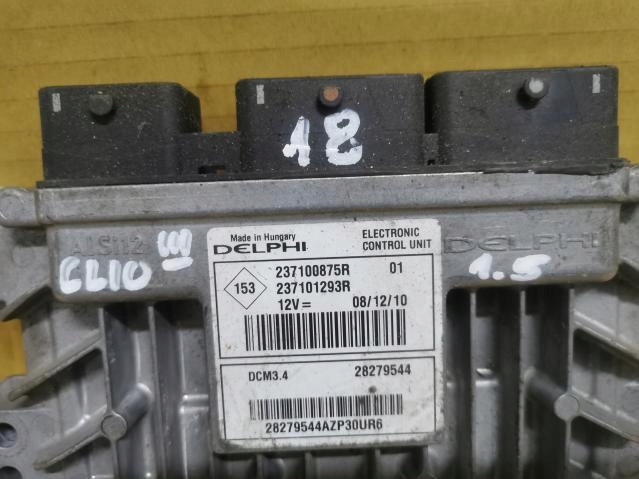 18
ALSi12 III
CLIO
DELPHI
1.5
Made in Hungary
DELPHI
ELECTRONIC
CONTROL UNIT
153
237100875R 01
237101293R
12V= 08/12/10
DCM3.4 28279544
28279544AZP30UR6